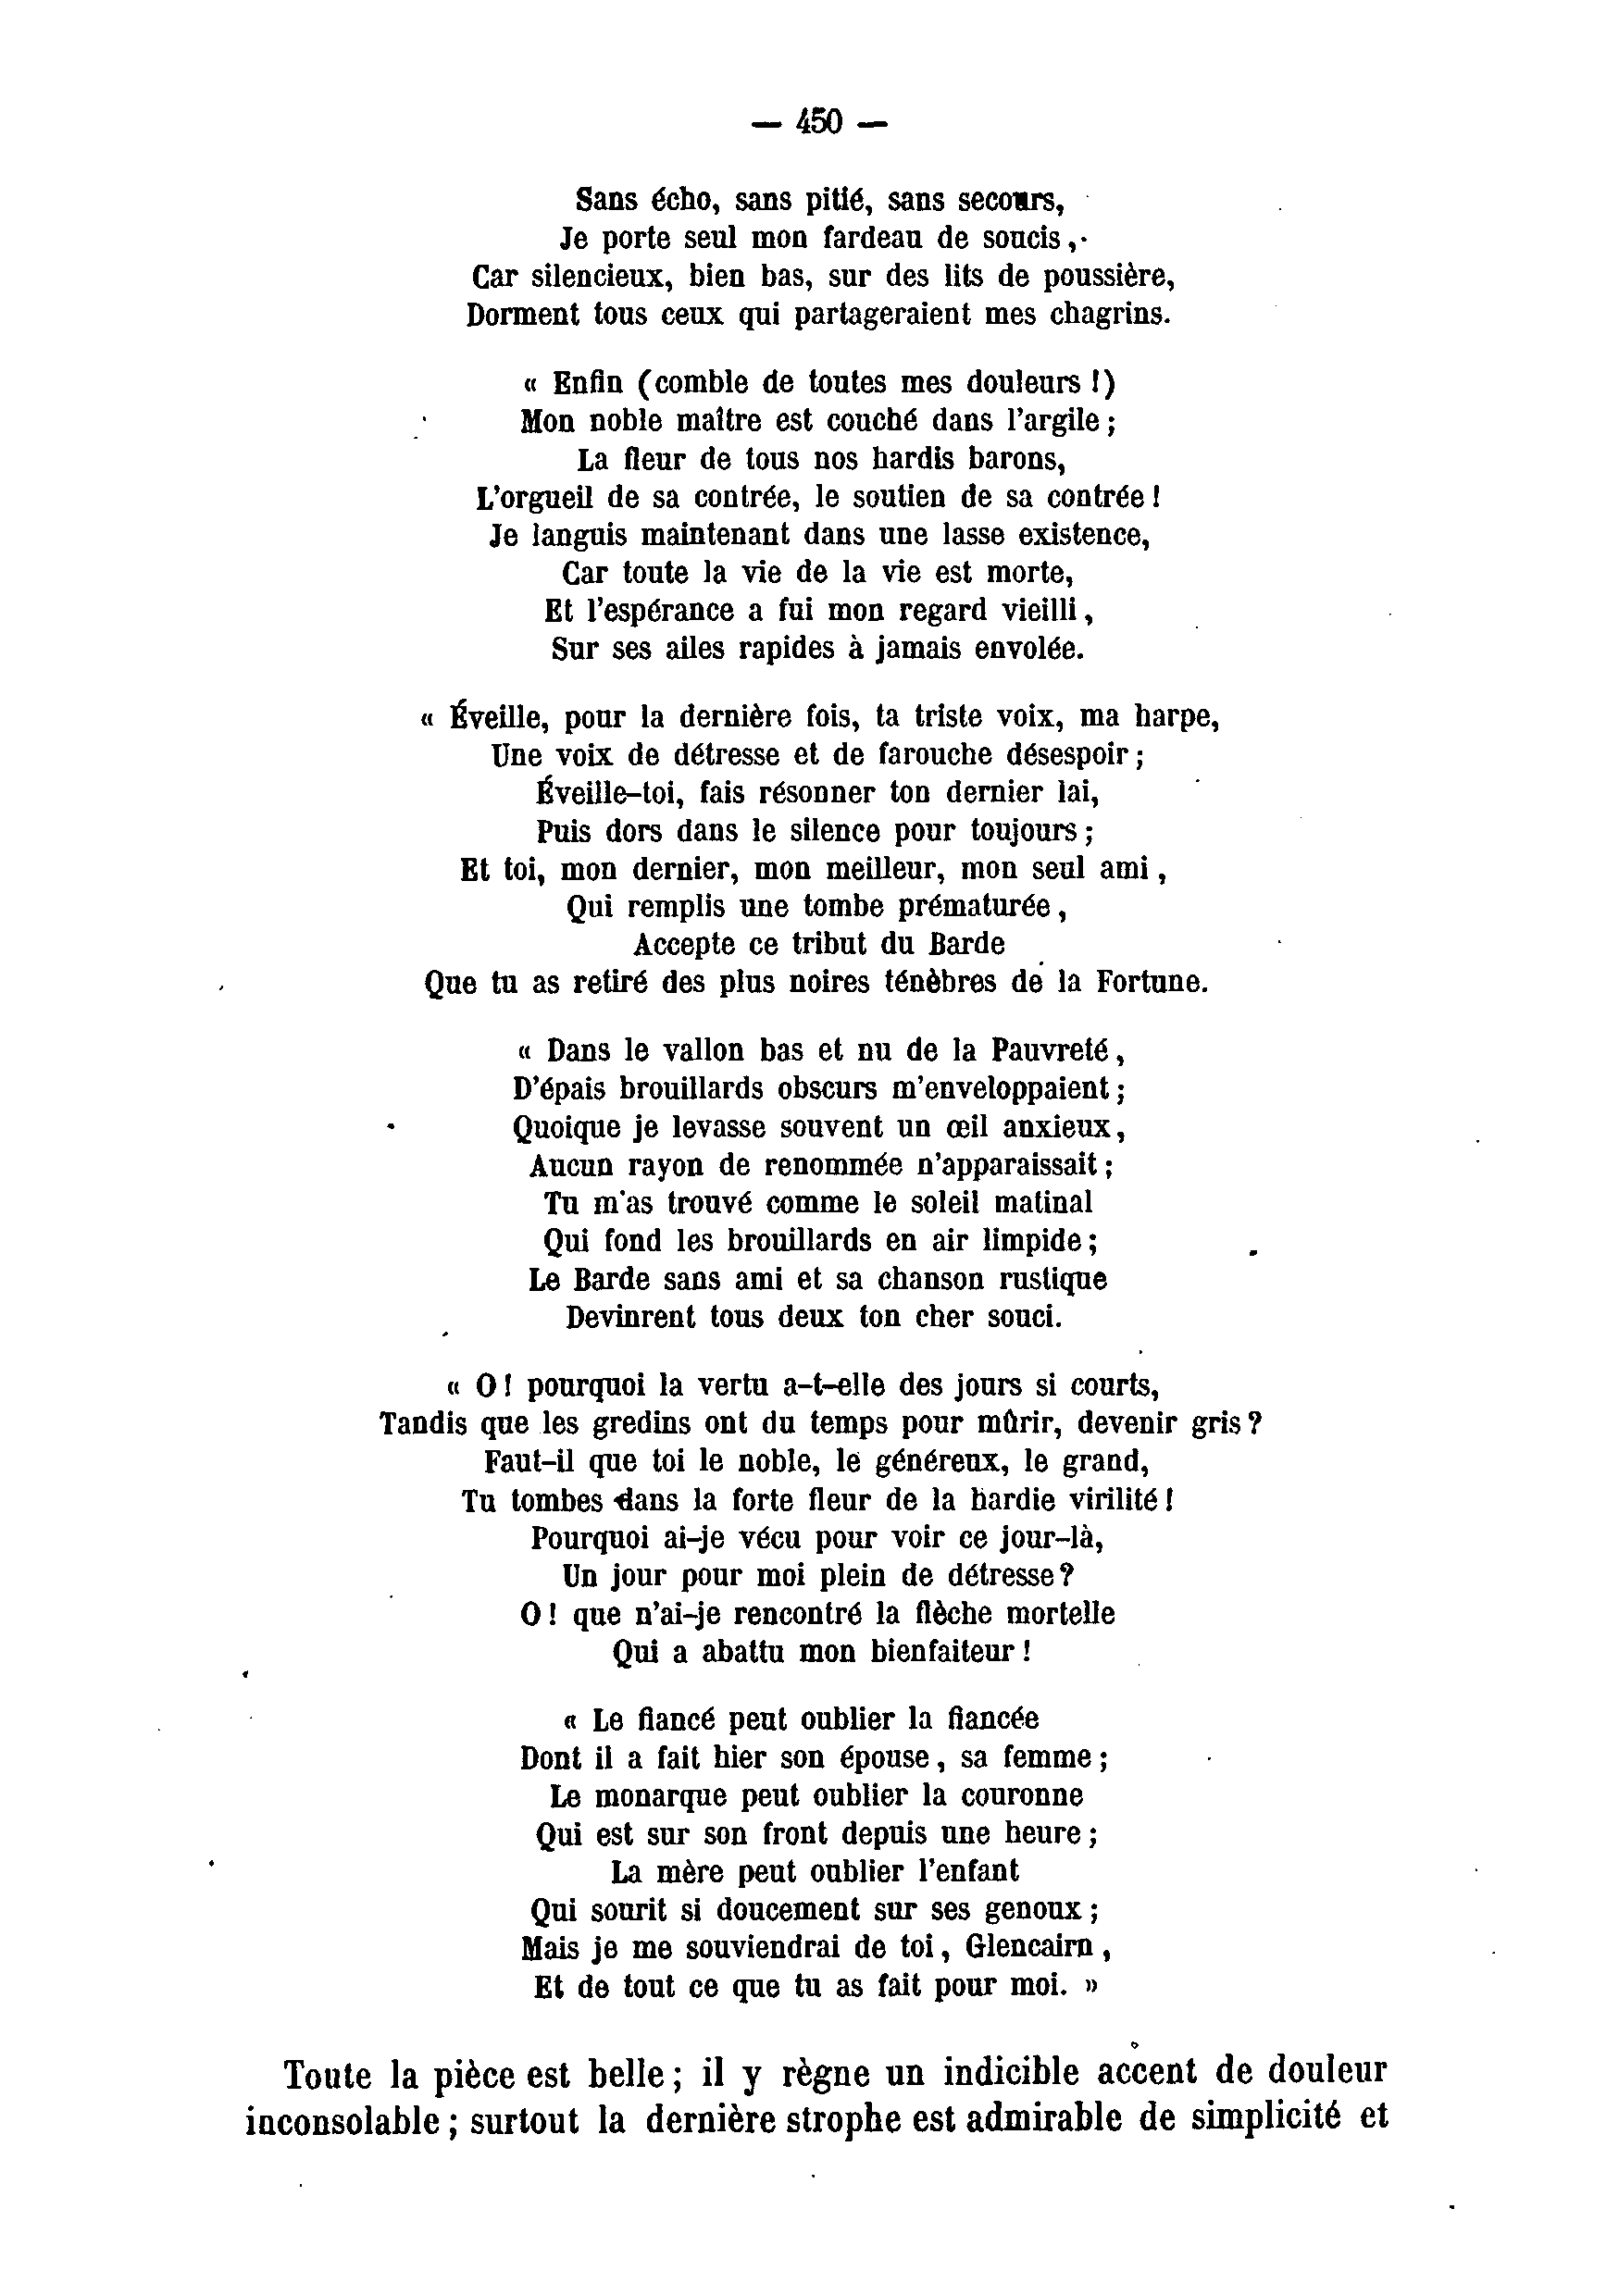 — 450 —
Sans écho, sans pitié, sans secours,
Je porte seul mon fardeau de soucis,
Car silencieux, bien bas, sur des lits de poussière,
Dorment tous ceux qui partageraient mes chagrins.
« Enfin (comble de toutes mes douleurs !)
Mon noble maître est couché dans l'argile ;
La fleur de tous nos hardis barons,
L'orgueil de sa contrée, le soutien de sa contrée !
Je languis maintenant dans une lasse existence,
Car toute la vie de la vie est morte,
Et l'espérance a fui mon regard vieilli,
Sur ses ailes rapides à jamais envolée.
« Éveille, pour la dernière fois, ta triste voix, ma harpe,
Une voix de détresse et de farouche désespoir ;
Éveille-toi, fais résonner ton dernier lai,
Puis dors dans le silence pour toujours ;
Et toi, mon dernier, mon meilleur, mon seul ami,
Qui remplis une tombe prématurée,
Accepte ce tribut du Barde
Que tu as retiré des plus noires ténèbres de la Fortune.
« Dans le vallon bas et nu de la Pauvreté,
D'épais brouillards obscurs m'enveloppaient ;
Quoique je levasse souvent un œil anxieux,
Aucun rayon de renommée n'apparaissait ;
Tu m'as trouvé comme le soleil matinal
Qui fond les brouillards en air limpide ;
Le Barde sans ami et sa chanson rustique
Devinrent tous deux ton cher souci.
« O ! pourquoi la vertu a-t-elle des jours si courts,
Tandis que les gredins ont du temps pour mûrir, devenir gris ?
Faut-il que toi le noble, le généreux, le grand,
Tu tombes dans la forte fleur de la hardie virilité !
Pourquoi ai-je vécu pour voir ce jour-là,
Un jour pour moi plein de détresse ?
O ! que n'ai-je rencontré la flèche mortelle
Qui a abattu mon bienfaiteur !
« Le fiancé peut oublier la fiancée
Dont il a fait hier son épouse, sa femme ;
Le monarque peut oublier la couronne
Qui est sur son front depuis une heure ;
La mère peut oublier l'enfant
Qui sourit si doucement sur ses genoux ;
Mais je me souviendrai de toi, Glencairn,
Et de tout ce que tu as fait pour moi. »
Toute la pièce est belle ; il y règne un indicible accent de douleur
inconsolable ; surtout la dernière strophe est admirable de simplicité et